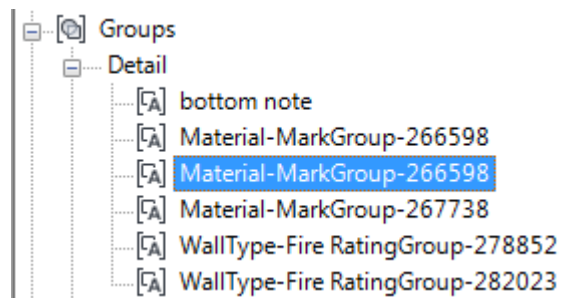 Groups
Detail
bottom note
Material-MarkGroup-266598
Material-MarkGroup-266598
Material-MarkGroup-267738
WallType-Fire RatingGroup-278852
WallType-Fire RatingGroup-282023